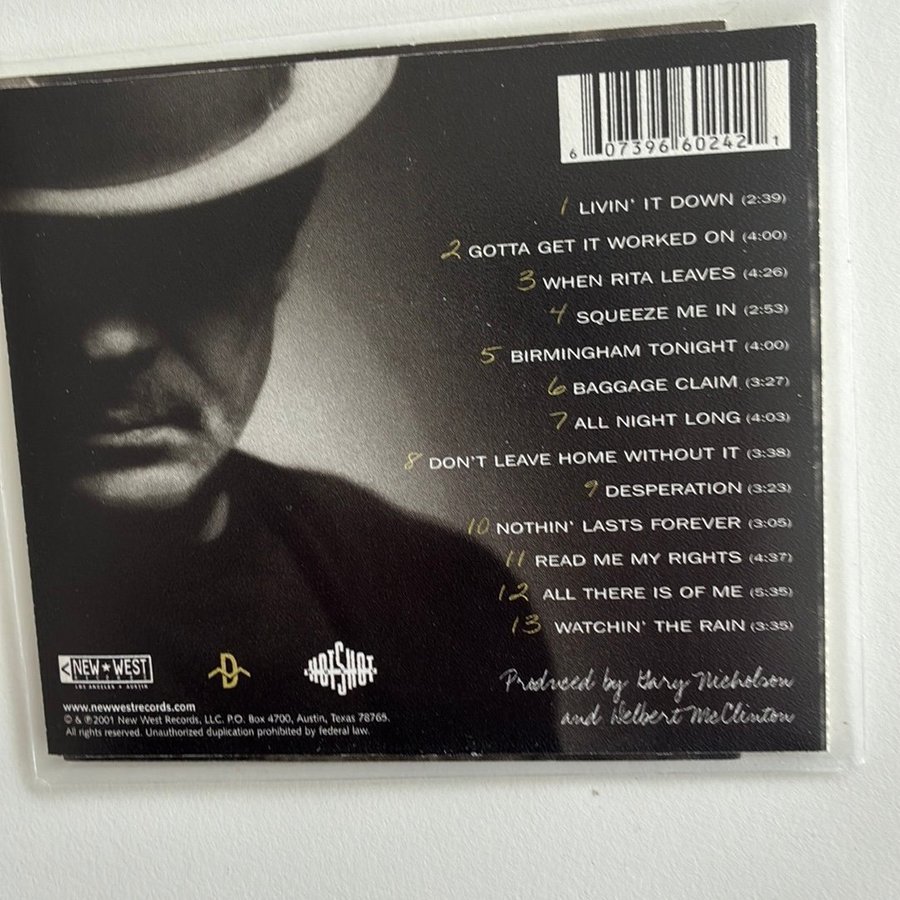 6 07396 60242 1
1 LIVIN' IT DOWN (2:39)
2 GOTTA GET IT WORKED ON (4:00)
3 WHEN RITA LEAVES (4:26)
4 SQUEEZE ME IN (2:53)
5 BIRMINGHAM TONIGHT (4:00)
6 BAGGAGE CLAIM (3:27)
7 ALL NIGHT LONG (4:03)
8 DON'T LEAVE HOME WITHOUT IT (3:38)
9 DESPERATION (3:23)
10 NOTHIN' LASTS FOREVER (3:05)
11 READ ME MY RIGHTS (4:37)
12 ALL THERE IS OF ME (5:35)
13 WATCHIN' THE RAIN (3:35)
Produced by Gary Nicholson
and Delbert McClinton
NEW★WEST
RECORDS
LOS ANGELES • AUSTIN
D
HOTSHOT
www.newwestrecords.com
© & ℗2001 New West Records, LLC. P.O. Box 4700, Austin, Texas 78765.
All rights reserved. Unauthorized duplication prohibited by federal law.